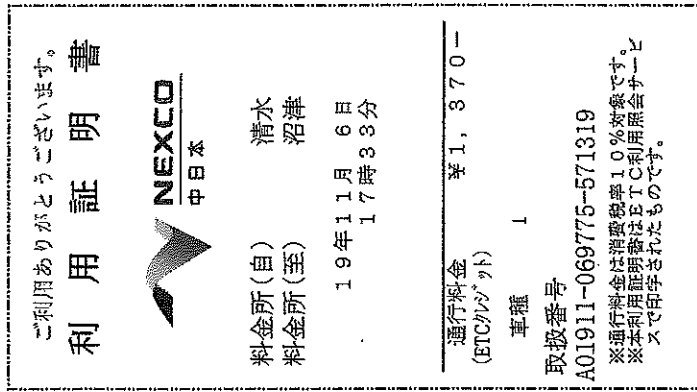 ご利用ありがとうございます。
利用証明書
NEXCO
中日本
料金所(自) 清水
料金所(至) 沼津
19年11月6日
17時33分
通行料金 ¥1,370−
(ETCクレジット)
車種 1
取扱番号
A01911-069775-571319
※通行料金は消費税率10%対象です。
※本利用証明書はETC利用照会サービ
スで印字されたものです。